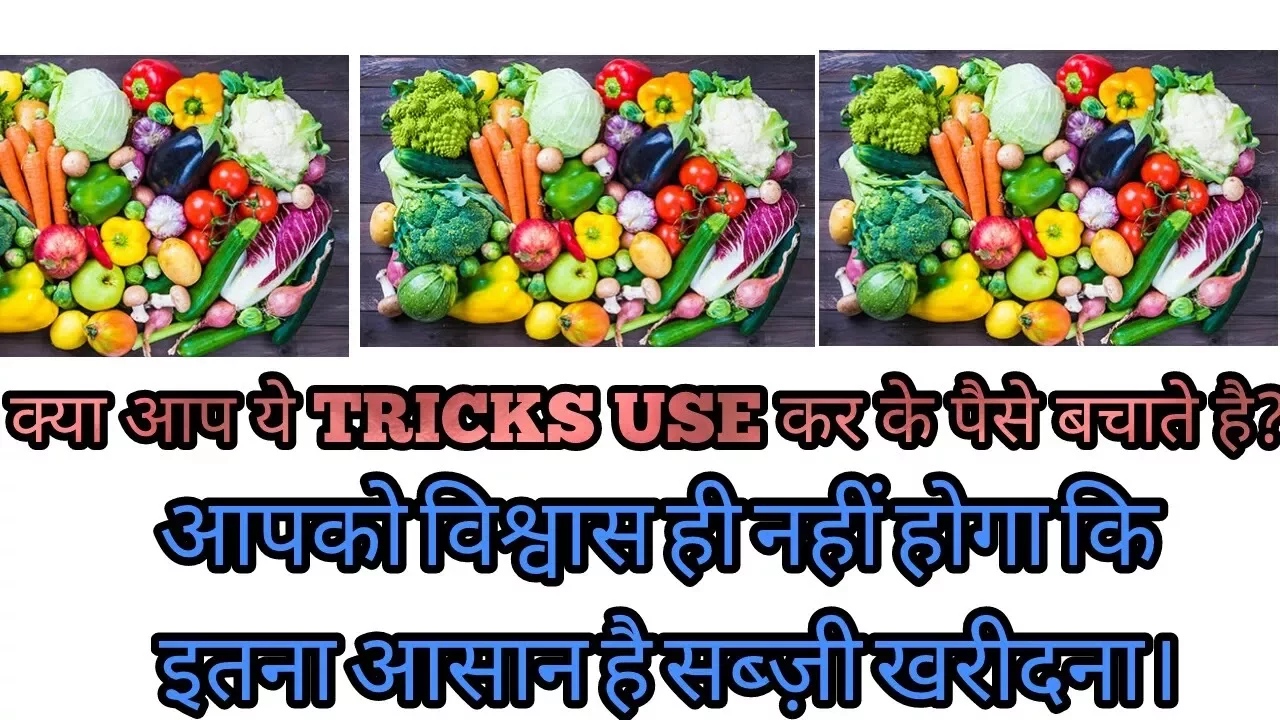 क्या आप ये TRICKS USE कर के पैसे बचाते है?
आपको विश्वास ही नहीं होगा कि
इतना आसान है सब्ज़ी खरीदना।